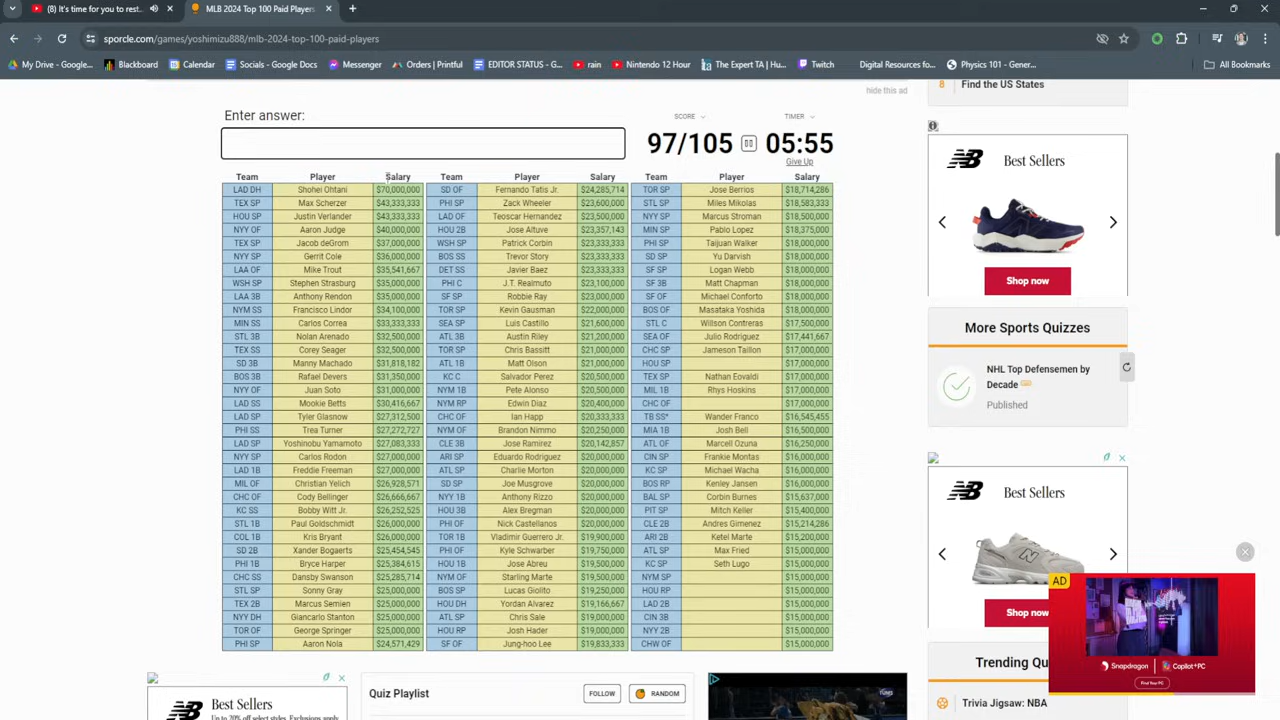 (8) It's time for you to rest
MLB 2024 Top 100 Paid Players
sporcle.com/games/yoshimizu888/mlb-2024-top-100-paid-players
My Drive - Google... Blackboard Calendar Socials - Google Docs Messenger Orders | Printful EDITOR STATUS - G... rain Nintendo 12 Hour The Expert TA | Hu... Twitch Digital Resources fo... Physics 101 - Gener... All Bookmarks
hide this ad
8 Find the US States
Enter answer:
SCORE TIMER
97/105 05:55
Give Up
Team Player Salary Team Player Salary Team Player Salary
LAD DH Shohei Ohtani $70,000,000 SD OF Fernando Tatis Jr. $24,285,714 TOR SP Jose Berrios $18,714,286
TEX SP Max Scherzer $43,333,333 PHI SP Zack Wheeler $23,600,000 STL SP Miles Mikolas $18,583,333
HOU SP Justin Verlander $43,333,333 LAD OF Teoscar Hernandez $23,500,000 NYY SP Marcus Stroman $18,500,000
NYY OF Aaron Judge $40,000,000 HOU 2B Jose Altuve $23,357,143 MIN SP Pablo Lopez $18,375,000
TEX SP Jacob deGrom $37,000,000 WSH SP Patrick Corbin $23,333,333 PHI SP Taijuan Walker $18,000,000
NYY SP Gerrit Cole $36,000,000 BOS SS Trevor Story $23,333,333 SD SP Yu Darvish $18,000,000
LAA OF Mike Trout $35,541,667 DET SS Javier Baez $23,333,333 SF SP Logan Webb $18,000,000
WSH SP Stephen Strasburg $35,000,000 PHI C J.T. Realmuto $23,100,000 SF 3B Matt Chapman $18,000,000
LAA 3B Anthony Rendon $35,000,000 SF SP Robbie Ray $23,000,000 SF OF Michael Conforto $18,000,000
NYM SS Francisco Lindor $34,100,000 TOR SP Kevin Gausman $22,000,000 BOS OF Masataka Yoshida $18,000,000
MIN SS Carlos Correa $33,333,333 SEA SP Luis Castillo $21,600,000 STL C Willson Contreras $17,500,000
STL 3B Nolan Arenado $32,500,000 ATL 3B Austin Riley $21,200,000 SEA OF Julio Rodriguez $17,441,667
TEX SS Corey Seager $32,500,000 TOR SP Chris Bassitt $21,000,000 CHC SP Jameson Taillon $17,000,000
SD 3B Manny Machado $31,818,182 ATL 1B Matt Olson $21,000,000 HOU SP $17,000,000
BOS 3B Rafael Devers $31,350,000 KC C Salvador Perez $20,500,000 TEX SP Nathan Eovaldi $17,000,000
NYY OF Juan Soto $31,000,000 NYM 1B Pete Alonso $20,500,000 MIL 1B Rhys Hoskins $17,000,000
LAD SS Mookie Betts $30,416,667 NYM RP Edwin Diaz $20,400,000 CHC OF $17,000,000
LAD SP Tyler Glasnow $27,312,500 CHC OF Ian Happ $20,333,333 TB SS* Wander Franco $16,545,455
PHI SS Trea Turner $27,272,727 NYM OF Brandon Nimmo $20,250,000 MIA 1B Josh Bell $16,500,000
LAD SP Yoshinobu Yamamoto $27,083,333 CLE 3B Jose Ramirez $20,142,857 ATL OF Marcell Ozuna $16,250,000
NYY SP Carlos Rodon $27,000,000 ARI SP Eduardo Rodriguez $20,000,000 CIN SP Frankie Montas $16,000,000
LAD 1B Freddie Freeman $27,000,000 ATL SP Charlie Morton $20,000,000 KC SP Michael Wacha $16,000,000
MIL OF Christian Yelich $26,928,571 SD SP Joe Musgrove $20,000,000 BOS RP Kenley Jansen $16,000,000
CHC OF Cody Bellinger $26,666,667 NYY 1B Anthony Rizzo $20,000,000 BAL SP Corbin Burnes $15,637,000
KC SS Bobby Witt Jr. $26,252,525 HOU 3B Alex Bregman $20,000,000 PIT SP Mitch Keller $15,400,000
STL 1B Paul Goldschmidt $26,000,000 PHI OF Nick Castellanos $20,000,000 CLE 2B Andres Gimenez $15,214,286
COL 1B Kris Bryant $26,000,000 TOR 1B Vladimir Guerrero Jr. $19,900,000 ARI 2B Ketel Marte $15,200,000
SD 2B Xander Bogaerts $25,454,545 PHI OF Kyle Schwarber $19,750,000 ATL SP Max Fried $15,000,000
PHI 1B Bryce Harper $25,384,615 HOU 1B Jose Abreu $19,500,000 KC SP Seth Lugo $15,000,000
CHC SS Dansby Swanson $25,285,714 NYM OF Starling Marte $19,500,000 NYM SP $15,000,000
STL SP Sonny Gray $25,000,000 BOS SP Lucas Giolito $19,250,000 HOU RP $15,000,000
TEX 2B Marcus Semien $25,000,000 HOU DH Yordan Alvarez $19,166,667 LAD 2B $15,000,000
NYY DH Giancarlo Stanton $25,000,000 ATL SP Chris Sale $19,000,000 CIN 3B $15,000,000
TOR OF George Springer $25,000,000 HOU RP Josh Hader $19,000,000 NYY 2B $15,000,000
PHI SP Aaron Nola $24,571,429 SF OF Jung-hoo Lee $19,833,333 CHW OF $15,000,000
Best Sellers
Shop now
More Sports Quizzes
NHL Top Defensemen by
Decade
Published
Best Sellers
Shop now
AD
Snapdragon Copilot+PC
Find Your PC
Trending Qu
Trivia Jigsaw: NBA
Best Sellers
Up to 20% off select styles. Exclusions apply.
Quiz Playlist FOLLOW RANDOM